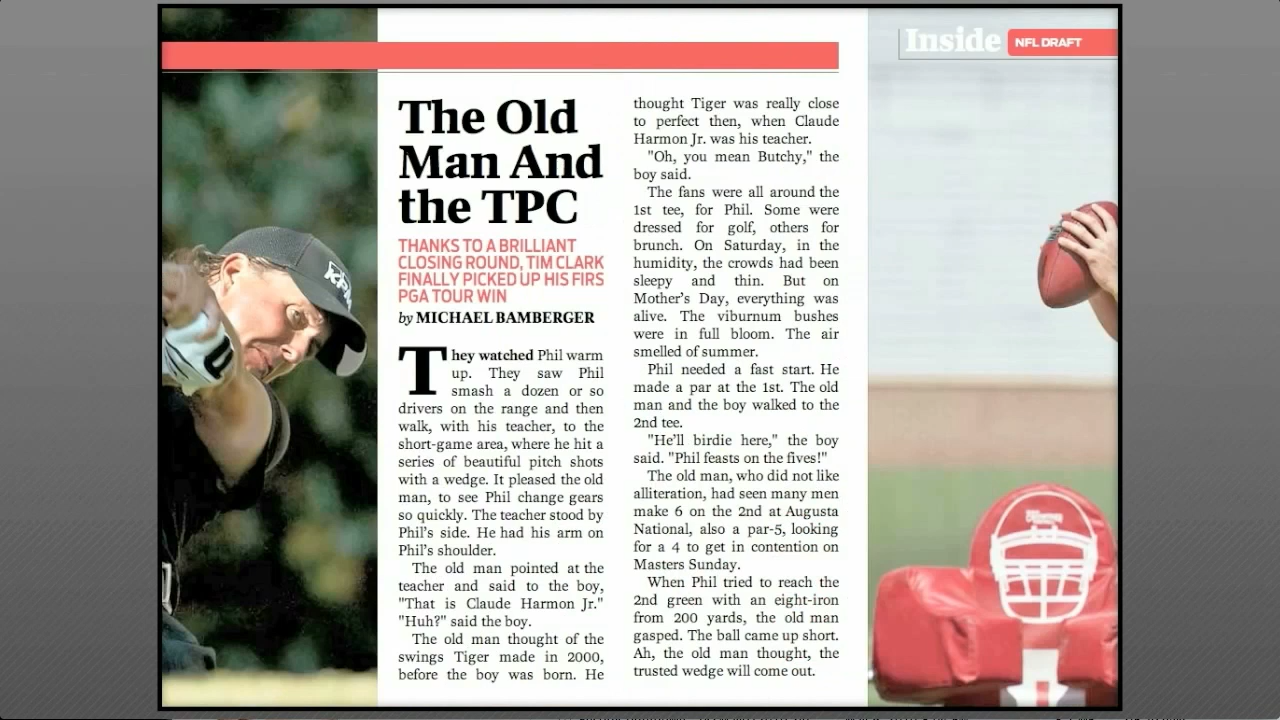 The Old
Man And
the TPC
THANKS TO A BRILLIANT
CLOSING ROUND, TIM CLARK
FINALLY PICKED UP HIS FIRS
PGA TOUR WIN
by MICHAEL BAMBERGER
They watched Phil warm
up. They saw Phil
smash a dozen or so
drivers on the range and then
walk, with his teacher, to the
short-game area, where he hit a
series of beautiful pitch shots
with a wedge. It pleased the old
man, to see Phil change gears
so quickly. The teacher stood by
Phil's side. He had his arm on
Phil's shoulder.
The old man pointed at the
teacher and said to the boy,
"That is Claude Harmon Jr."
"Huh?" said the boy.
The old man thought of the
swings Tiger made in 2000,
before the boy was born. He
thought Tiger was really close
to perfect then, when Claude
Harmon Jr. was his teacher.
"Oh, you mean Butchy," the
boy said.
The fans were all around the
1st tee, for Phil. Some were
dressed for golf, others for
brunch. On Saturday, in the
humidity, the crowds had been
sleepy and thin. But on
Mother's Day, everything was
alive. The viburnum bushes
were in full bloom. The air
smelled of summer.
Phil needed a fast start. He
made a par at the 1st. The old
man and the boy walked to the
2nd tee.
"He'll birdie here," the boy
said. "Phil feasts on the fives!"
The old man, who did not like
alliteration, had seen many men
make 6 on the 2nd at Augusta
National, also a par-5, looking
for a 4 to get in contention on
Masters Sunday.
When Phil tried to reach the
2nd green with an eight-iron
from 200 yards, the old man
gasped. The ball came up short.
Ah, the old man thought, the
trusted wedge will come out.
Inside NFL DRAFT